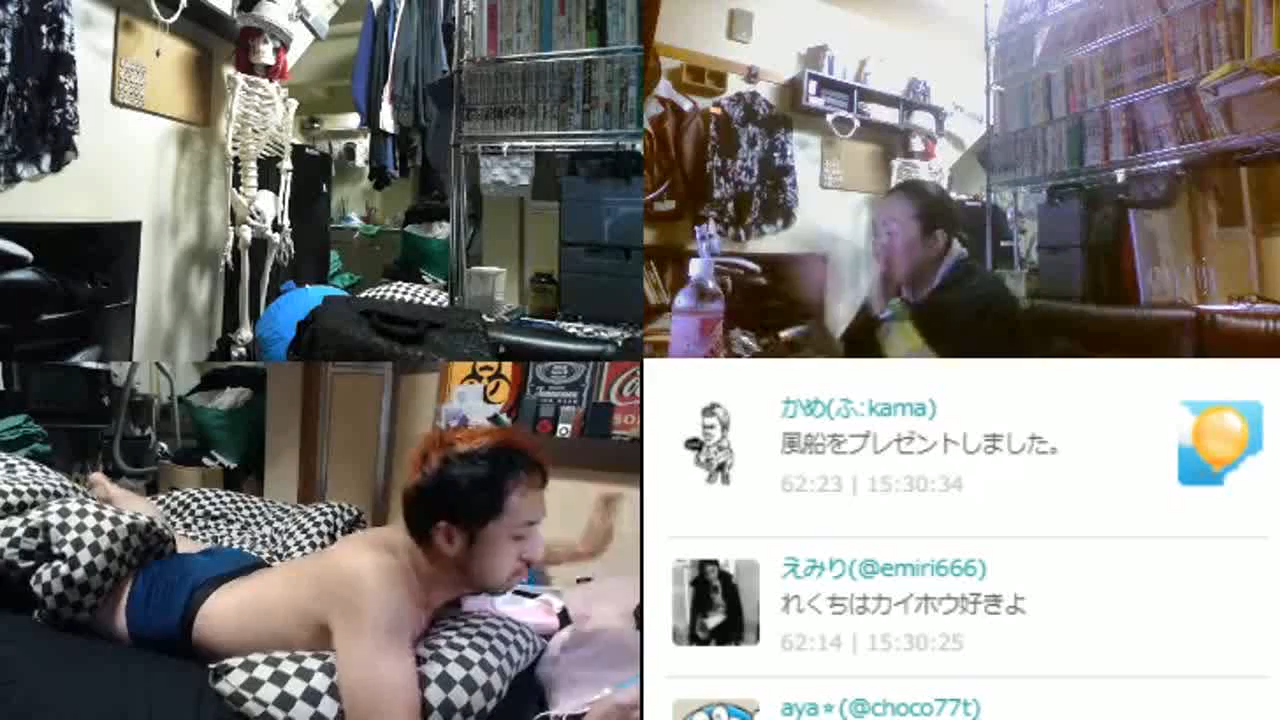 かめ(ふ:kama)
風船をプレゼントしました。
62:23 | 15:30:34
えみり(@emiri666)
れくちはカイホウ好きよ
62:14 | 15:30:25
aya*(@choco77t)